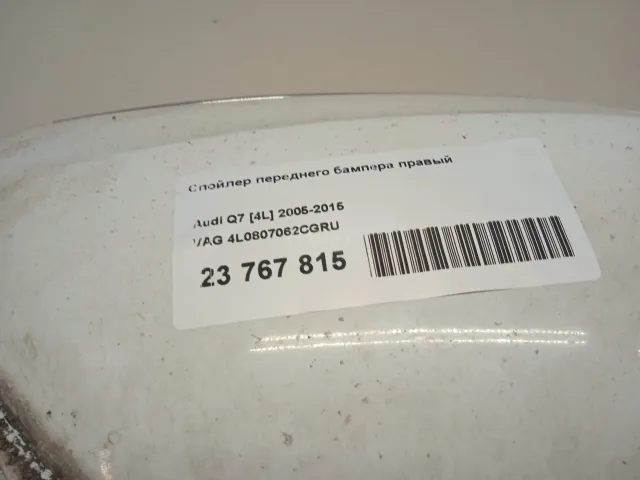 Спойлер переднего бампера правый
Audi Q7 [4L] 2005-2015
VAG 4L0807062CGRU
23 767 815